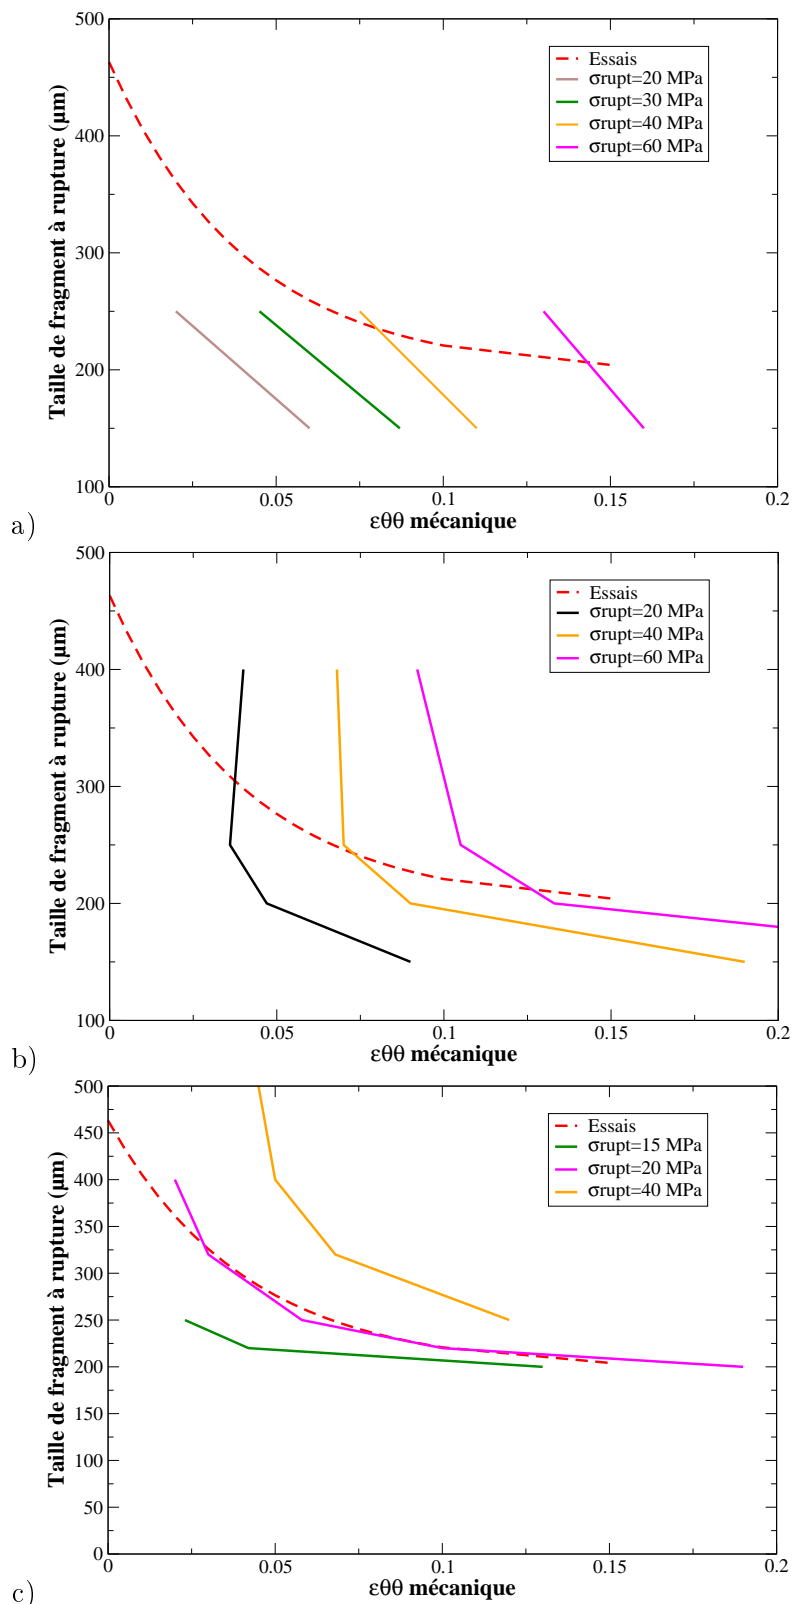 500
400
300
200
100
Taille de fragment à rupture (µm)
Essais
σrupt=20 MPa
σrupt=30 MPa
σrupt=40 MPa
σrupt=60 MPa
0
0.05
0.1
0.15
0.2
εθθ mécanique
a)
500
400
300
200
100
Taille de fragment à rupture (µm)
Essais
σrupt=20 MPa
σrupt=40 MPa
σrupt=60 MPa
0
0.05
0.1
0.15
0.2
εθθ mécanique
b)
500
450
400
350
300
250
200
150
100
50
0
Taille de fragment à rupture (µm)
Essais
σrupt=15 MPa
σrupt=20 MPa
σrupt=40 MPa
0
0.05
0.1
0.15
0.2
εθθ mécanique
c)